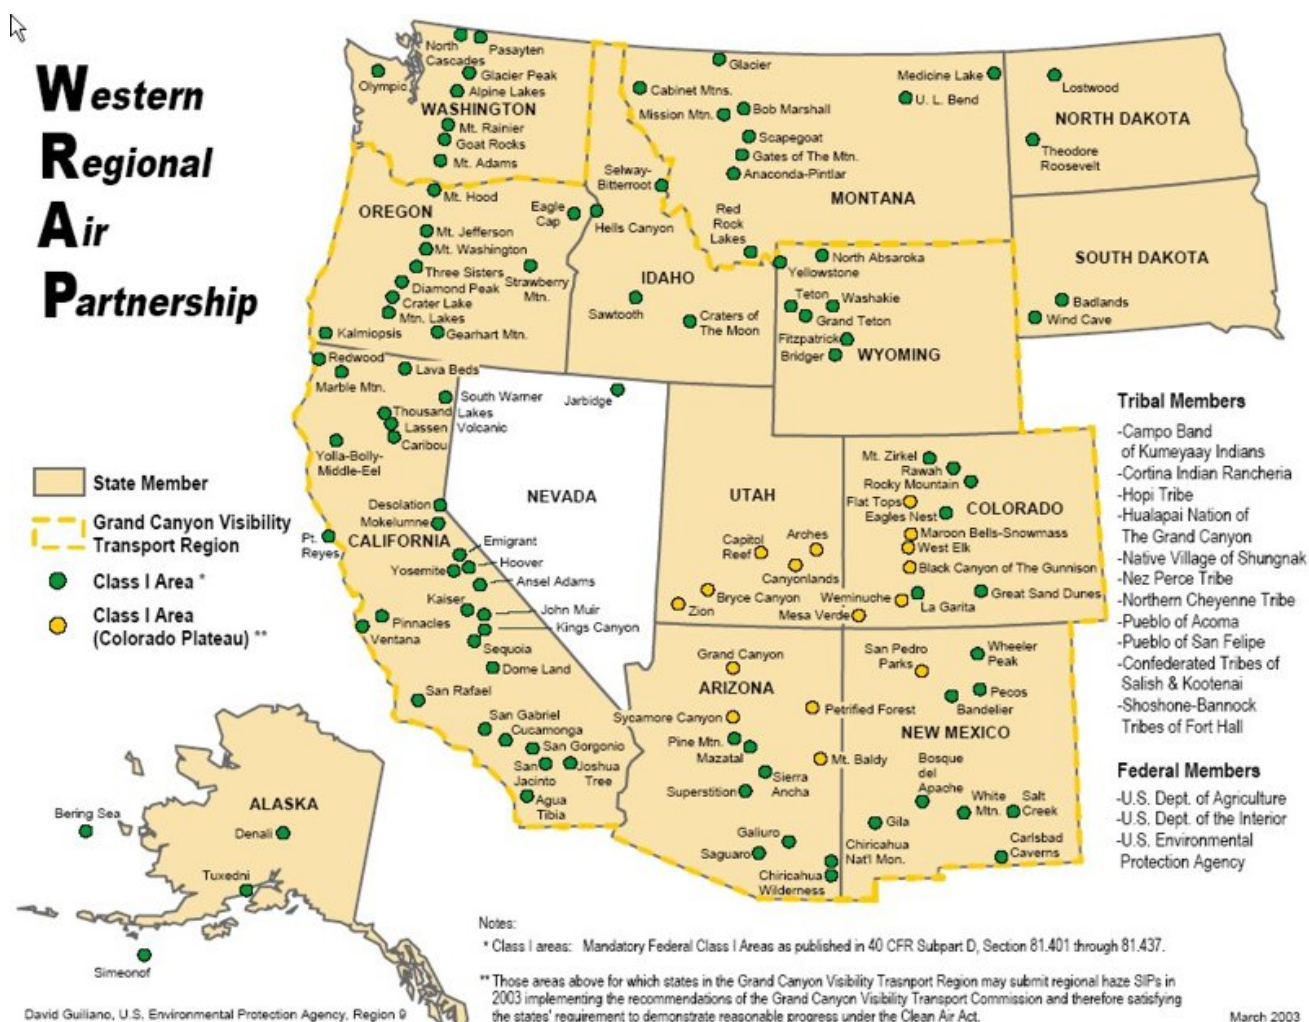 Western
Regional
Air
Partnership
State Member
Grand Canyon Visibility
Transport Region
Class I Area *
Class I Area
(Colorado Plateau) **
North
Cascades
Pasayten
Olympic
Glacier Peak
Alpine Lakes
WASHINGTON
Mt. Rainier
Goat Rocks
Mt. Adams
Mt. Hood
OREGON
Eagle
Cap
Hells Canyon
Mt. Jefferson
Mt. Washington
Three Sisters
Diamond Peak
Strawberry
Mtn.
Crater Lake
Mtn. Lakes
Kalmiopsis
Gearhart Mtn.
Glacier
Medicine Lake
Cabinet Mtns.
U. L. Bend
Mission Mtn.
Bob Marshall
Scapegoat
Gates of The Mtn.
Anaconda-Pintlar
Selway-
Bitterroot
MONTANA
Red
Rock
Lakes
Lostwood
NORTH DAKOTA
Theodore
Roosevelt
SOUTH DAKOTA
Badlands
Wind Cave
IDAHO
Sawtooth
Craters of
The Moon
North Absaroka
Yellowstone
Teton
Washakie
Grand Teton
Fitzpatrick
Bridger
WYOMING
Redwood
Marble Mtn.
Lava Beds
South Warner
Thousand
Lakes
Lassen
Volcanic
Caribou
Yolla-Bolly-
Middle-Eel
Jarbidge
NEVADA
Desolation
Mokelumne
Pt.
Reyes
CALIFORNIA
Emigrant
Hoover
Yosemite
Ansel Adams
Kaiser
John Muir
Pinnacles
Kings Canyon
Ventana
Sequoia
Dome Land
San Rafael
San Gabriel
Cucamonga
San Gorgonio
San
Jacinto
Joshua
Tree
Agua
Tibia
UTAH
Capitol
Reef
Arches
Canyonlands
Bryce Canyon
Zion
Mt. Zirkel
Rawah
Rocky Mountain
Flat Tops
COLORADO
Eagles Nest
Maroon Bells-Snowmass
West Elk
Black Canyon of The Gunnison
Weminuche
La Garita
Great Sand Dunes
Mesa Verde
Grand Canyon
ARIZONA
Sycamore Canyon
Petrified Forest
Pine Mtn.
Mazatal
Mt. Baldy
Sierra
Ancha
Superstition
Galiuro
Saguaro
Chiricahua
Nat'l Mon.
Chiricahua
Wilderness
San Pedro
Parks
Wheeler
Peak
Pecos
Bandelier
NEW MEXICO
Bosque
del
Apache
White
Mtn.
Salt
Creek
Gila
Carlsbad
Caverns
ALASKA
Bering Sea
Denali
Tuxedni
Simeonof
Tribal Members
-Campo Band
of Kumeyaay Indians
-Cortina Indian Rancheria
-Hopi Tribe
-Hualapai Nation of
The Grand Canyon
-Native Village of Shungnak
-Nez Perce Tribe
-Northern Cheyenne Tribe
-Pueblo of Acoma
-Pueblo of San Felipe
-Confederated Tribes of
Salish & Kootenai
-Shoshone-Bannock
Tribes of Fort Hall
Federal Members
-U.S. Dept. of Agriculture
-U.S. Dept. of the Interior
-U.S. Environmental
Protection Agency
Notes:
* Class I areas: Mandatory Federal Class I Areas as published in 40 CFR Subpart D, Section 81.401 through 81.437.
** Those areas above for which states in the Grand Canyon Visibility Trasnport Region may submit regional haze SIPs in
2003 implementing the recommendations of the Grand Canyon Visibility Transport Commission and therefore satisfying
the states' requirement to demonstrate reasonable progress under the Clean Air Act.
David Guiliano, U.S. Environmental Protection Agency, Region 9
March 2003